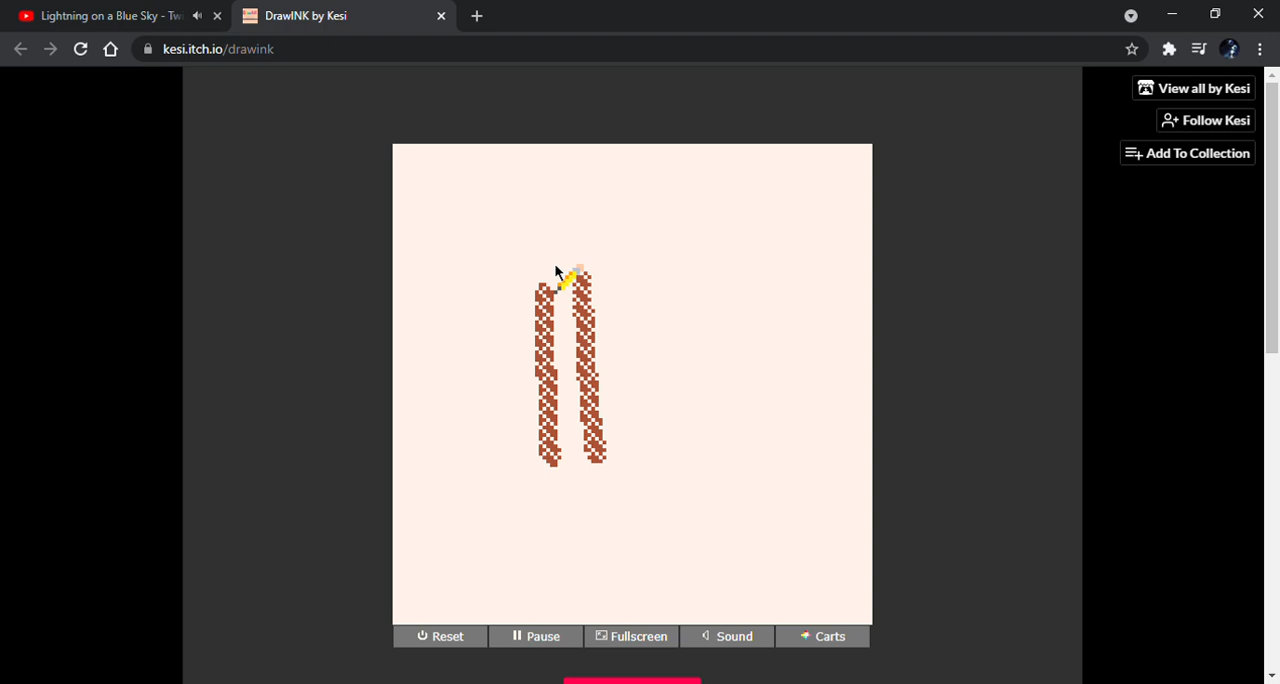 Lightning on a Blue Sky - Tw
DrawINK by Kesi
kesi.itch.io/drawink
View all by Kesi
Follow Kesi
Add To Collection
Reset
Pause
Fullscreen
Sound
Carts